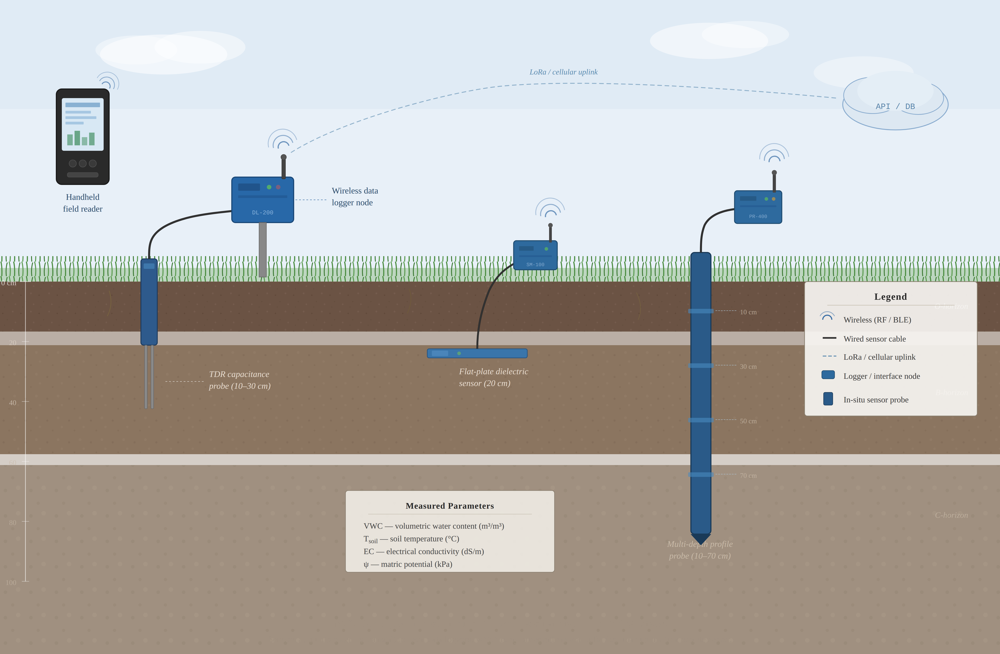 LoRa / cellular uplink
API / DB
Handheld
field reader
DL-200
Wireless data
logger node
SM-100
PR-400
0 cm
20
40
60
80
100
TDR capacitance
probe (10–30 cm)
Flat-plate dielectric
sensor (20 cm)
10 cm
30 cm
50 cm
70 cm
Multi-depth profile
probe (10–70 cm)
Legend
O-horizon
Wireless (RF / BLE)
Wired sensor cable
LoRa / cellular uplink
Logger / interface node
B-horizon
In-situ sensor probe
C-horizon
Measured Parameters
VWC — volumetric water content (m³/m³)
Tsoil — soil temperature (°C)
EC — electrical conductivity (dS/m)
ψ — matric potential (kPa)